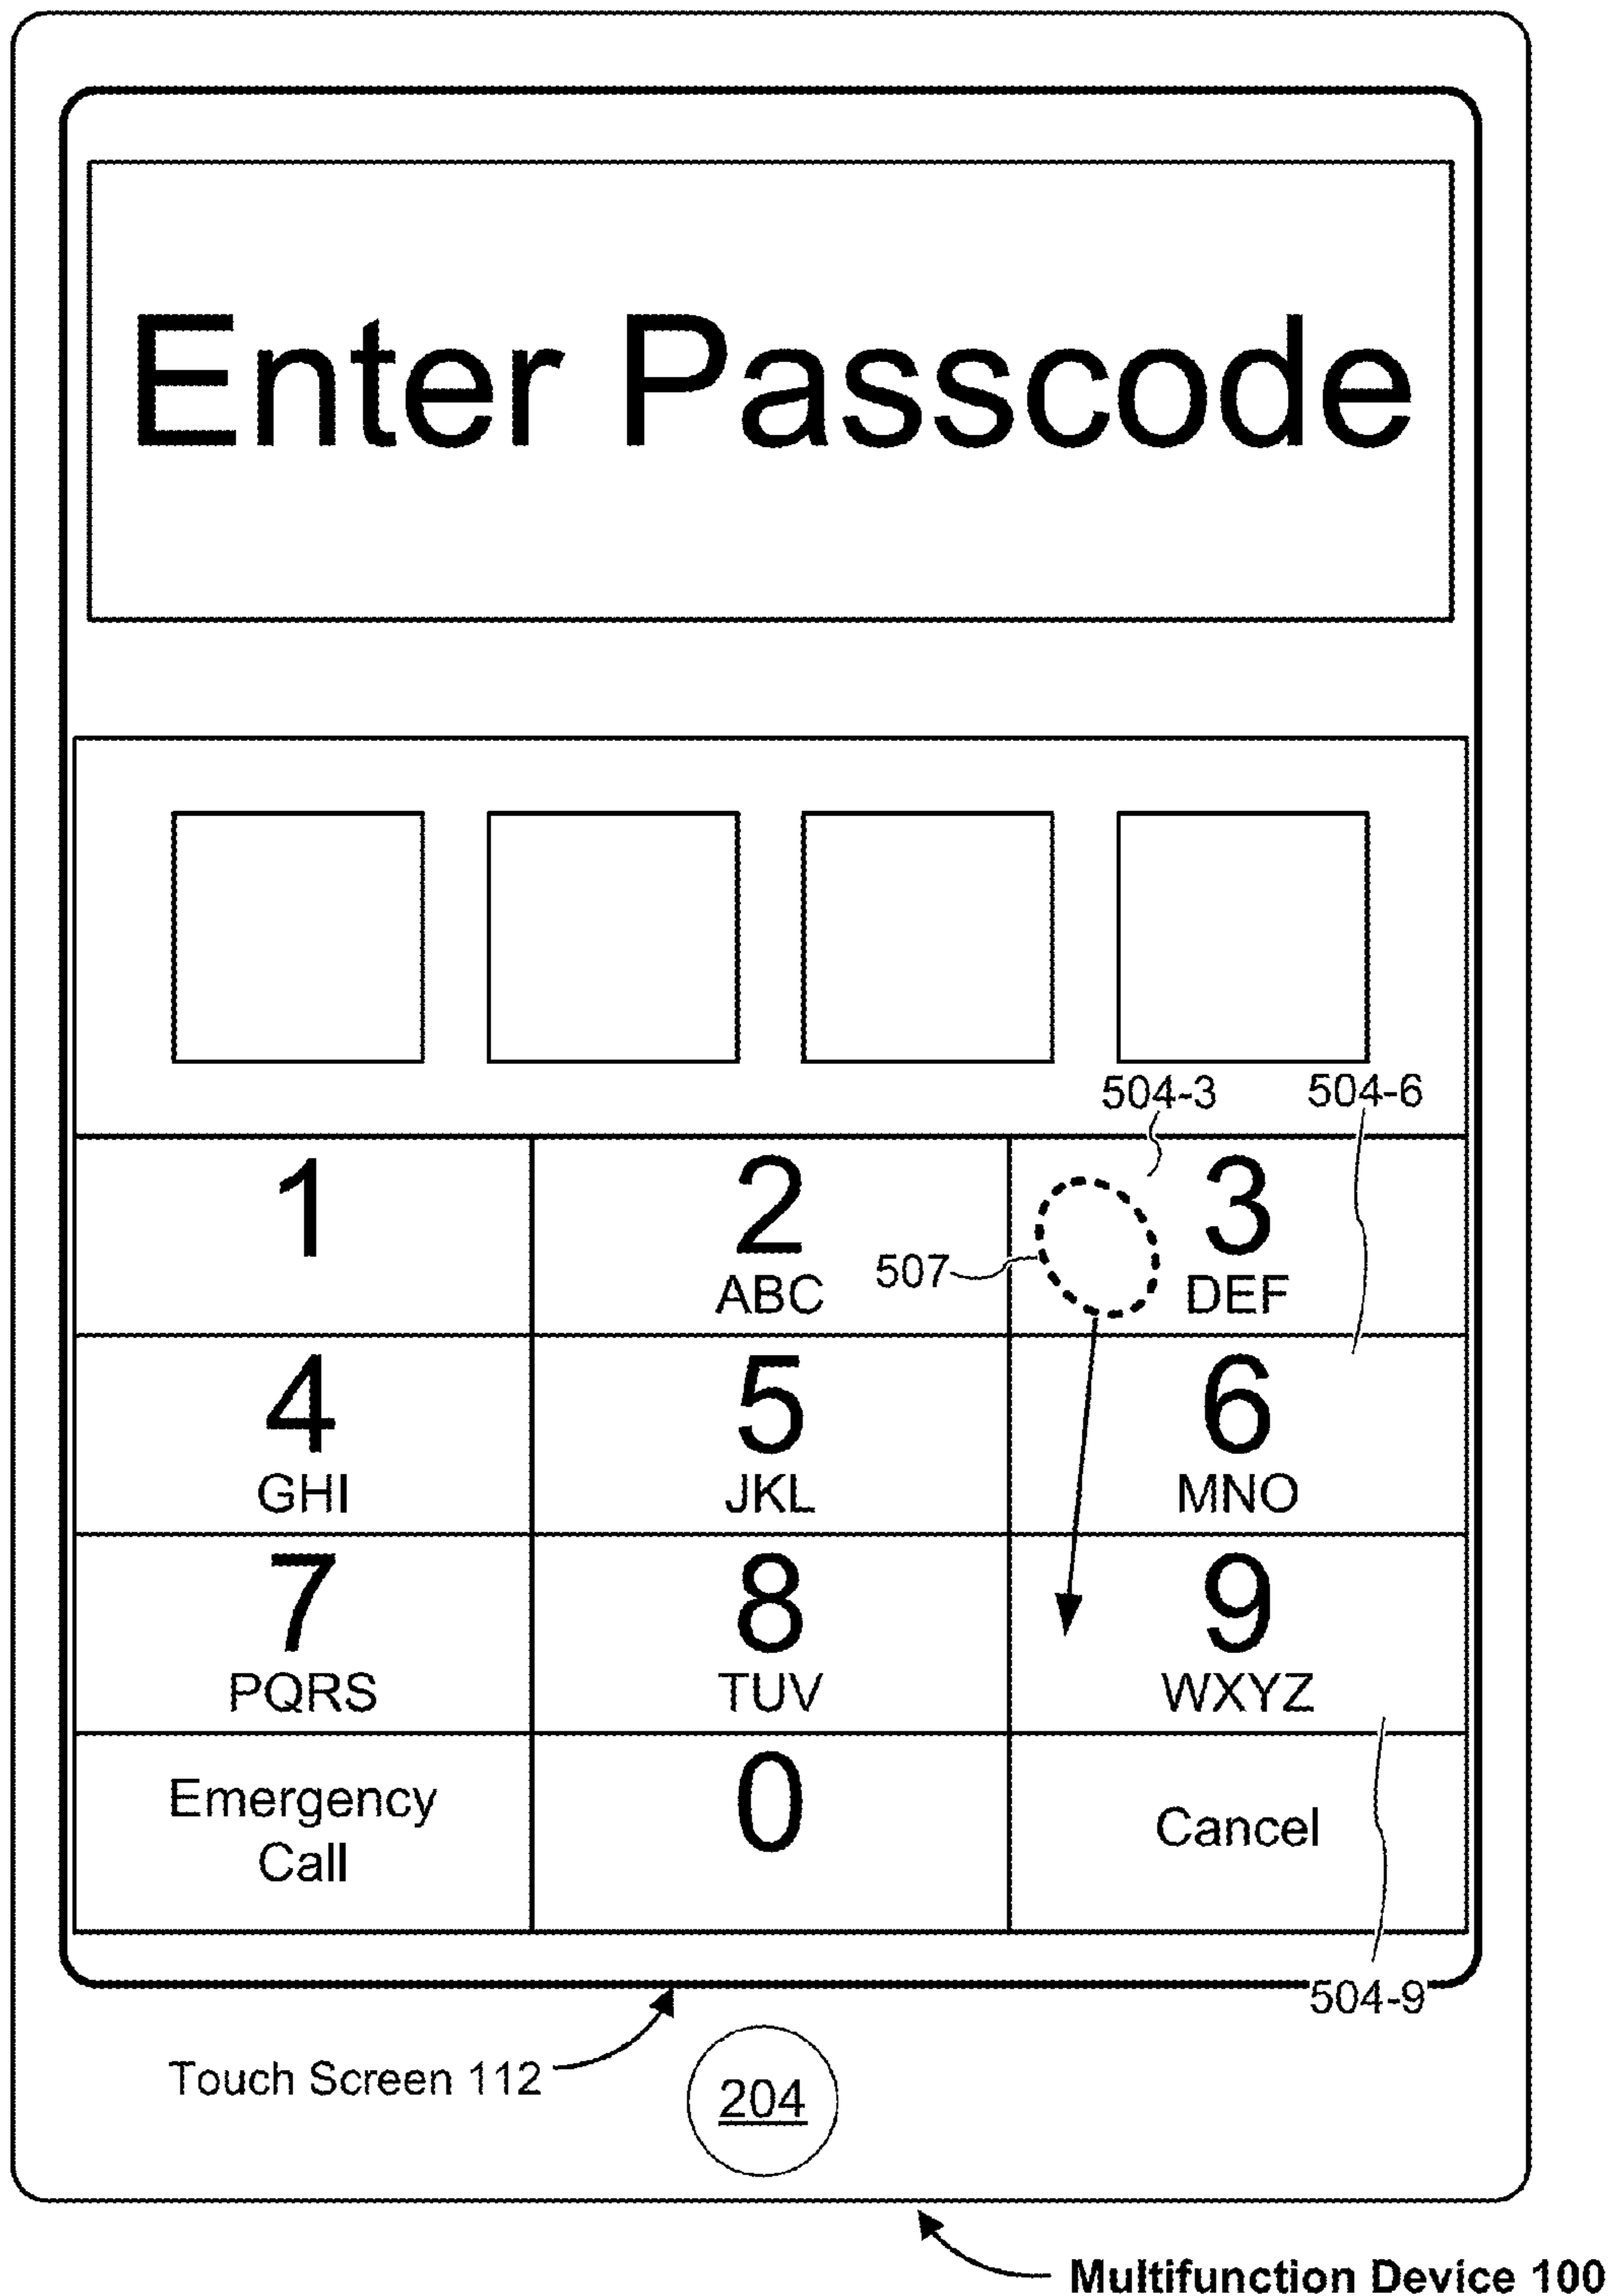 Enter Passcode
504-3 504-6
1 2 3
507
ABC DEF
4 5 6
GHI JKL MNO
7 8 9
PQRS TUV WXYZ
Emergency
Call
0
Cancel
504-9
Touch Screen 112
204
Multifunction Device 100